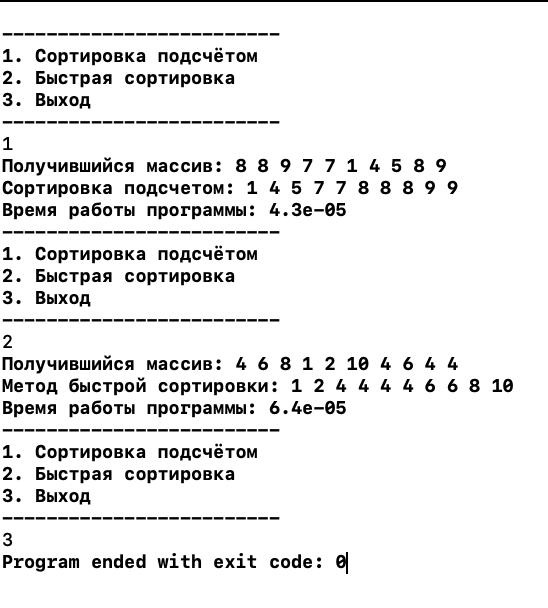 -------------------------
1. Сортировка подсчётом
2. Быстрая сортировка
3. Выход
-------------------------
1
Получившийся массив: 8 8 9 7 7 1 4 5 8 9
Сортировка подсчетом: 1 4 5 7 7 8 8 8 9 9
Время работы программы: 4.3e-05
-------------------------
1. Сортировка подсчётом
2. Быстрая сортировка
3. Выход
-------------------------
2
Получившийся массив: 4 6 8 1 2 10 4 6 4 4
Метод быстрой сортировки: 1 2 4 4 4 4 6 6 8 10
Время работы программы: 6.4e-05
-------------------------
1. Сортировка подсчётом
2. Быстрая сортировка
3. Выход
-------------------------
3
Program ended with exit code: 0